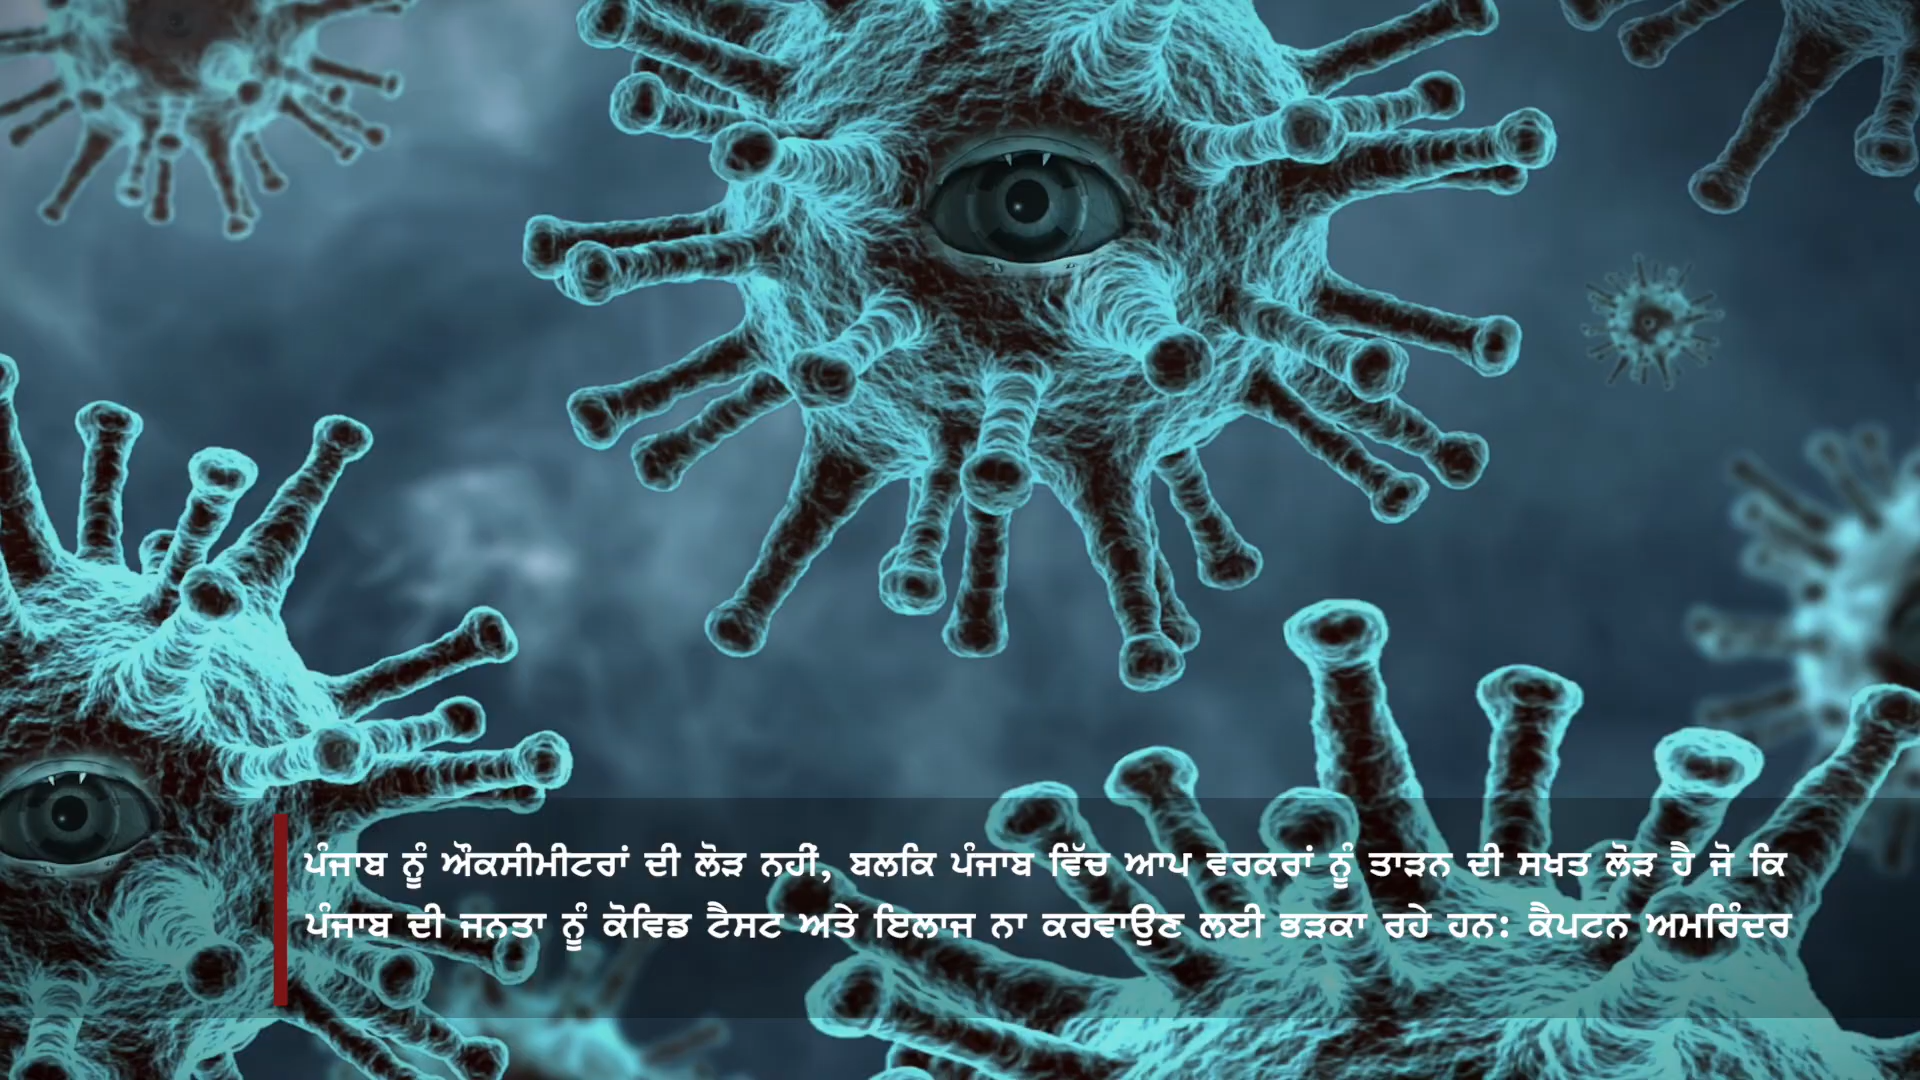 ਪੰਜਾਬ ਨੂੰ ਔਕਸੀਮੀਟਰਾਂ ਦੀ ਲੋੜ ਨਹੀਂ, ਬਲਕਿ ਪੰਜਾਬ ਵਿੱਚ ਆਪ ਵਰਕਰਾਂ ਨੂੰ ਤਾੜਨ ਦੀ ਸਖਤ ਲੋੜ ਹੈ ਜੋ ਕਿ
ਪੰਜਾਬ ਦੀ ਜਨਤਾ ਨੂੰ ਕੋਵਿਡ ਟੈਸਟ ਅਤੇ ਇਲਾਜ ਨਾ ਕਰਵਾਉਣ ਲਈ ਭੜਕਾ ਰਹੇ ਹਨ: ਕੈਪਟਨ ਅਮਰਿੰਦਰ